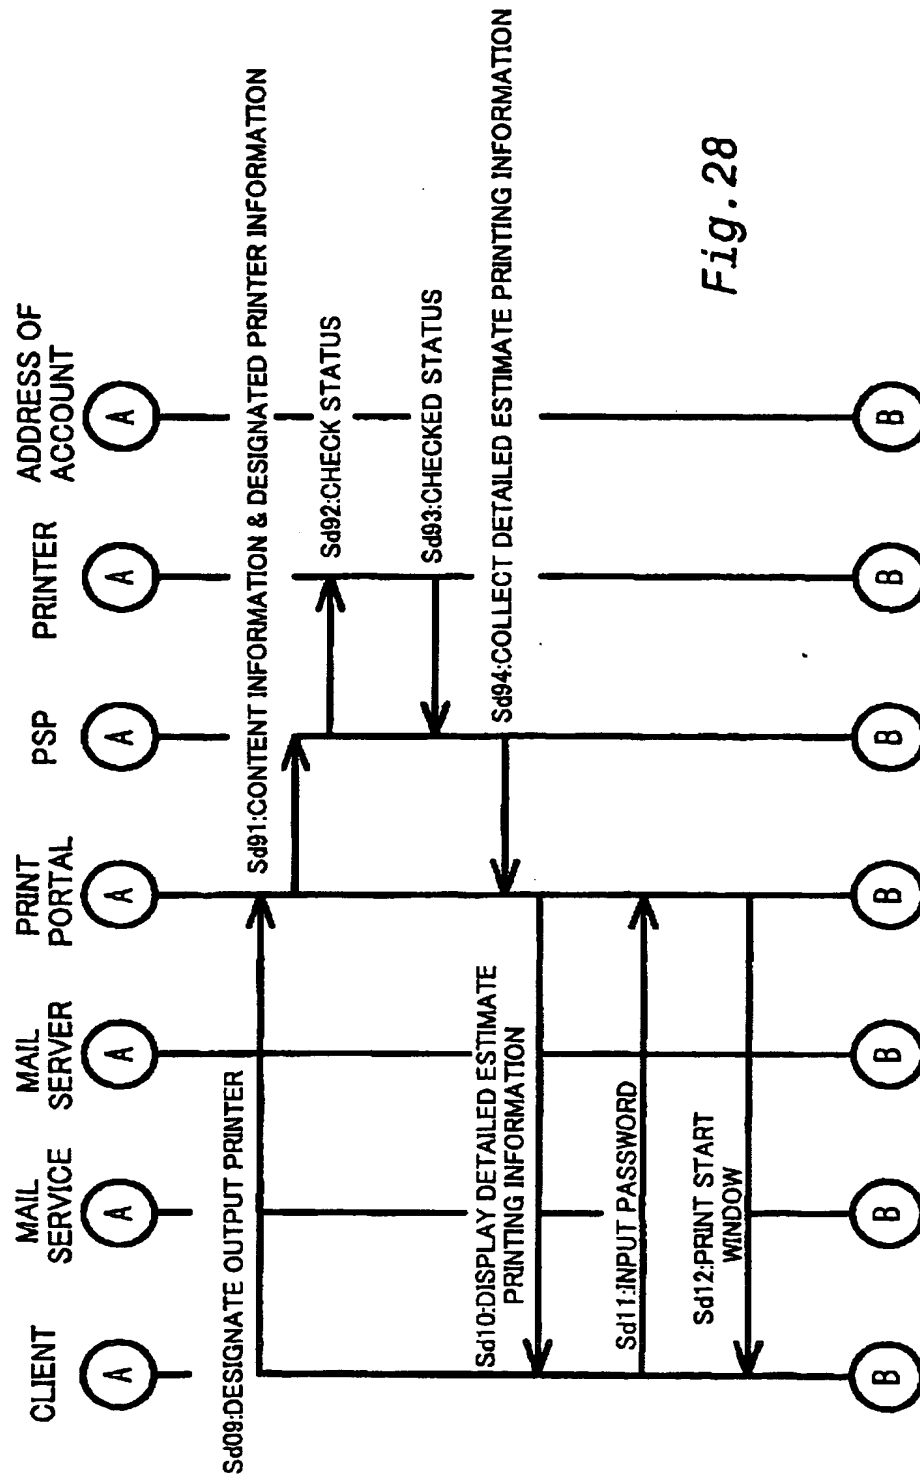 CLIENT
MAIL
SERVICE
MAIL
SERVER
PRINT
PORTAL
PSP
PRINTER
ADDRESS OF
ACCOUNT
A
A
A
A
A
A
A
Sd09:DESIGNATE OUTPUT PRINTER
Sd91:CONTENT INFORMATION & DESIGNATED PRINTER INFORMATION
Sd92:CHECK STATUS
Sd93:CHECKED STATUS
Sd94:COLLECT DETAILED ESTIMATE PRINTING INFORMATION
Sd10:DISPLAY DETAILED ESTIMATE
PRINTING INFORMATION
Sd11:INPUT PASSWORD
Sd12:PRINT START
WINDOW
B
B
B
B
B
B
B
Fig.28